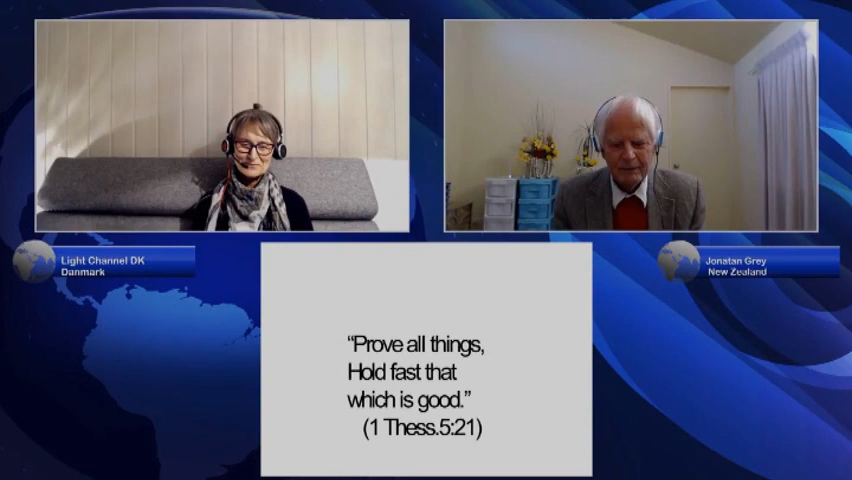 Light Channel DK
Danmark
Jonatan Grey
New Zealand
“Prove all things,
Hold fast that
which is good.”
(1 Thess.5:21)